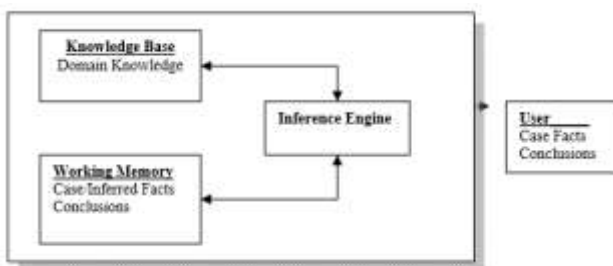 Knowledge Base
Domain Knowledge
Inference Engine
User
Case Facts
Conclusions
Working Memory
Case-Inferred Facts
Conclusions